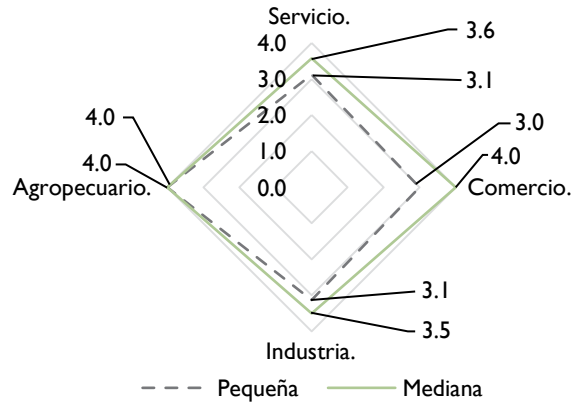 Servicio.
4.0
3.6
3.0
3.1
2.0
4.0
3.0
1.0
4.0
4.0
Agropecuario.
0.0
Comercio.
3.1
3.5
Industria.
Pequeña
Mediana